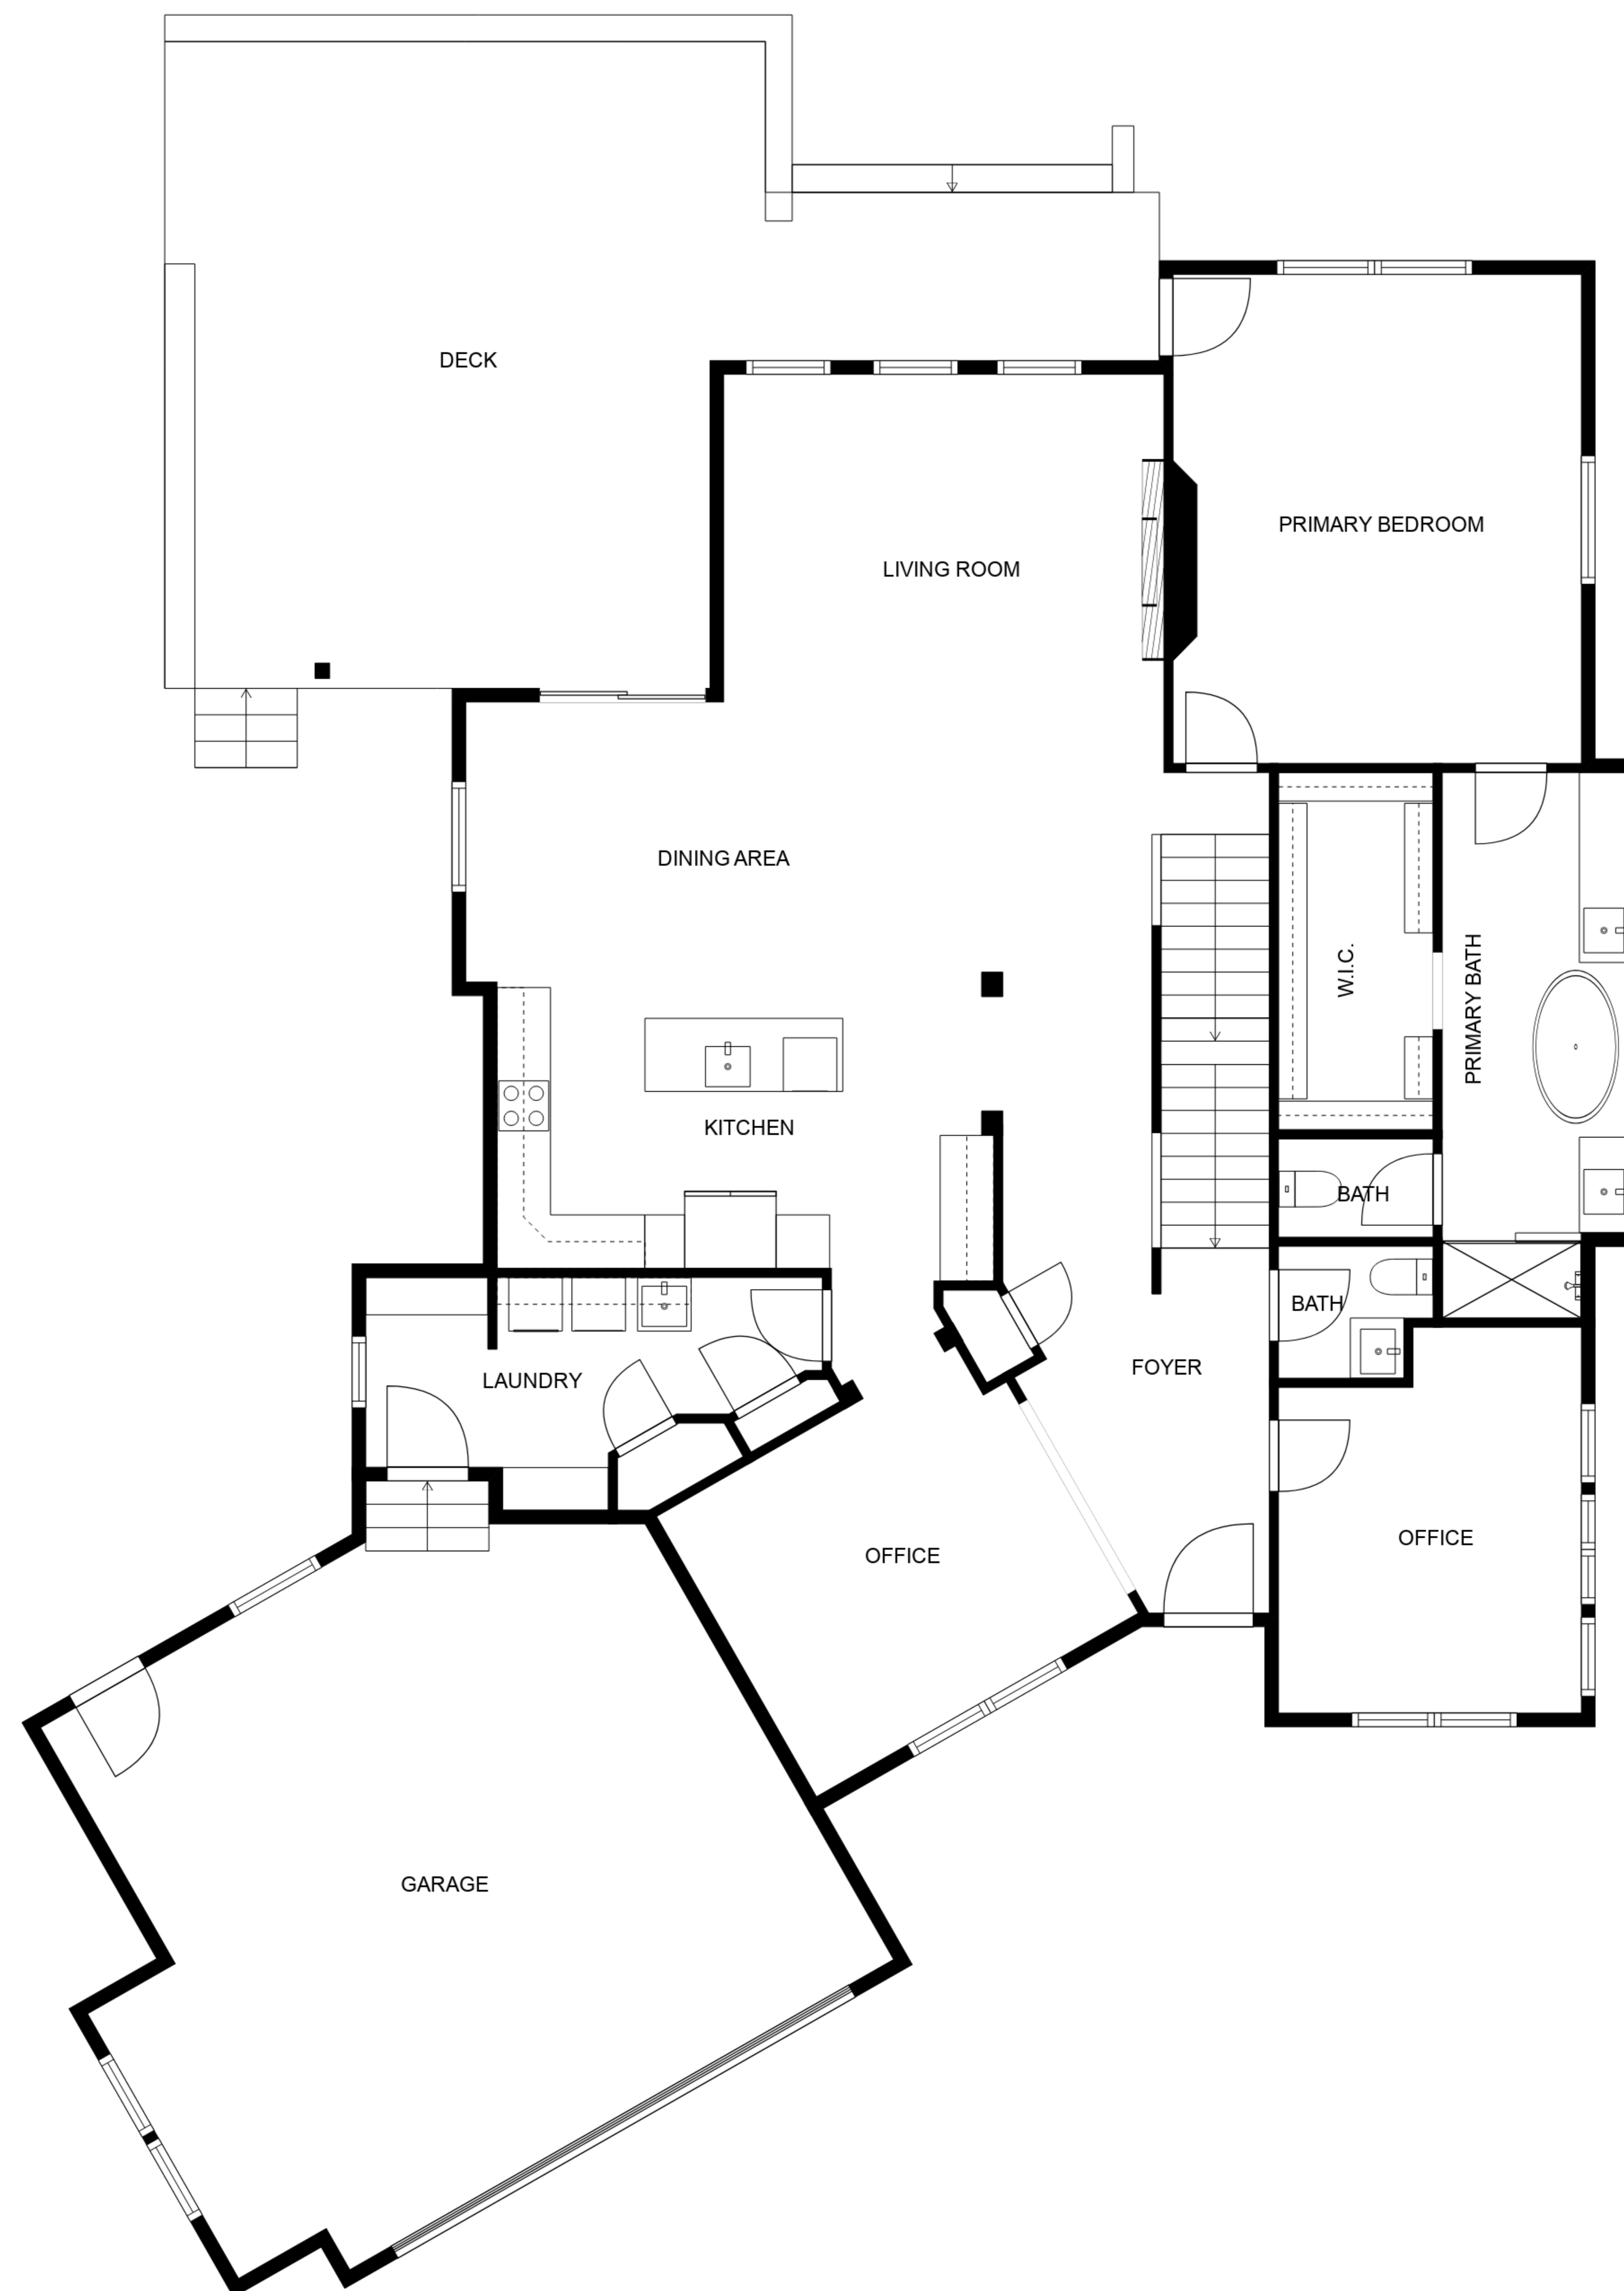 DECK
PRIMARY BEDROOM
LIVING ROOM
DINING AREA
W.I.C.
PRIMARY BATH
KITCHEN
BATH
BATH
FOYER
LAUNDRY
OFFICE
OFFICE
GARAGE